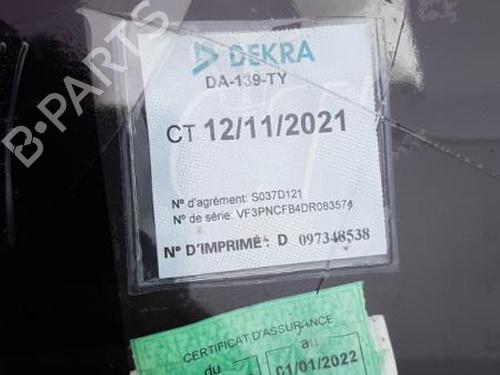 DEKRA
DA-139-TY
CT 12/11/2021
N° d'agrément: S037D121
N° de série: VF3PNCFB4DR083574
N° D'IMPRIMÉ: D 097348538
CERTIFICAT D'ASSURANCE
du
au
01/01/2022
B-PARTS